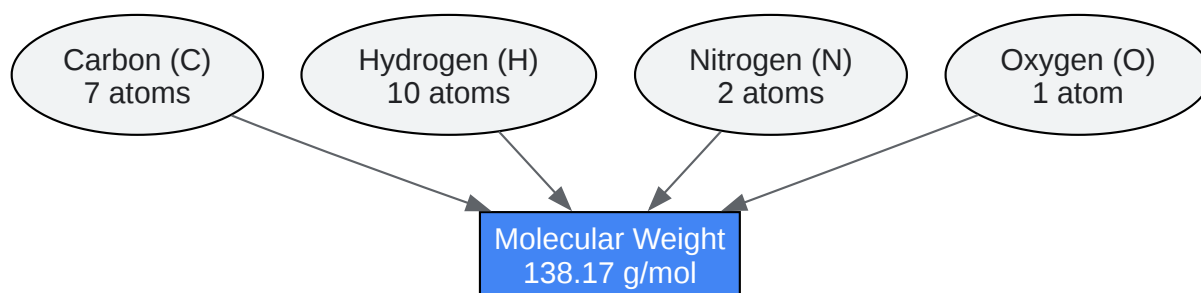 Carbon (C)
7 atoms
Hydrogen (H)
10 atoms
Nitrogen (N)
2 atoms
Oxygen (O)
1 atom
Molecular Weight
138.17 g/mol